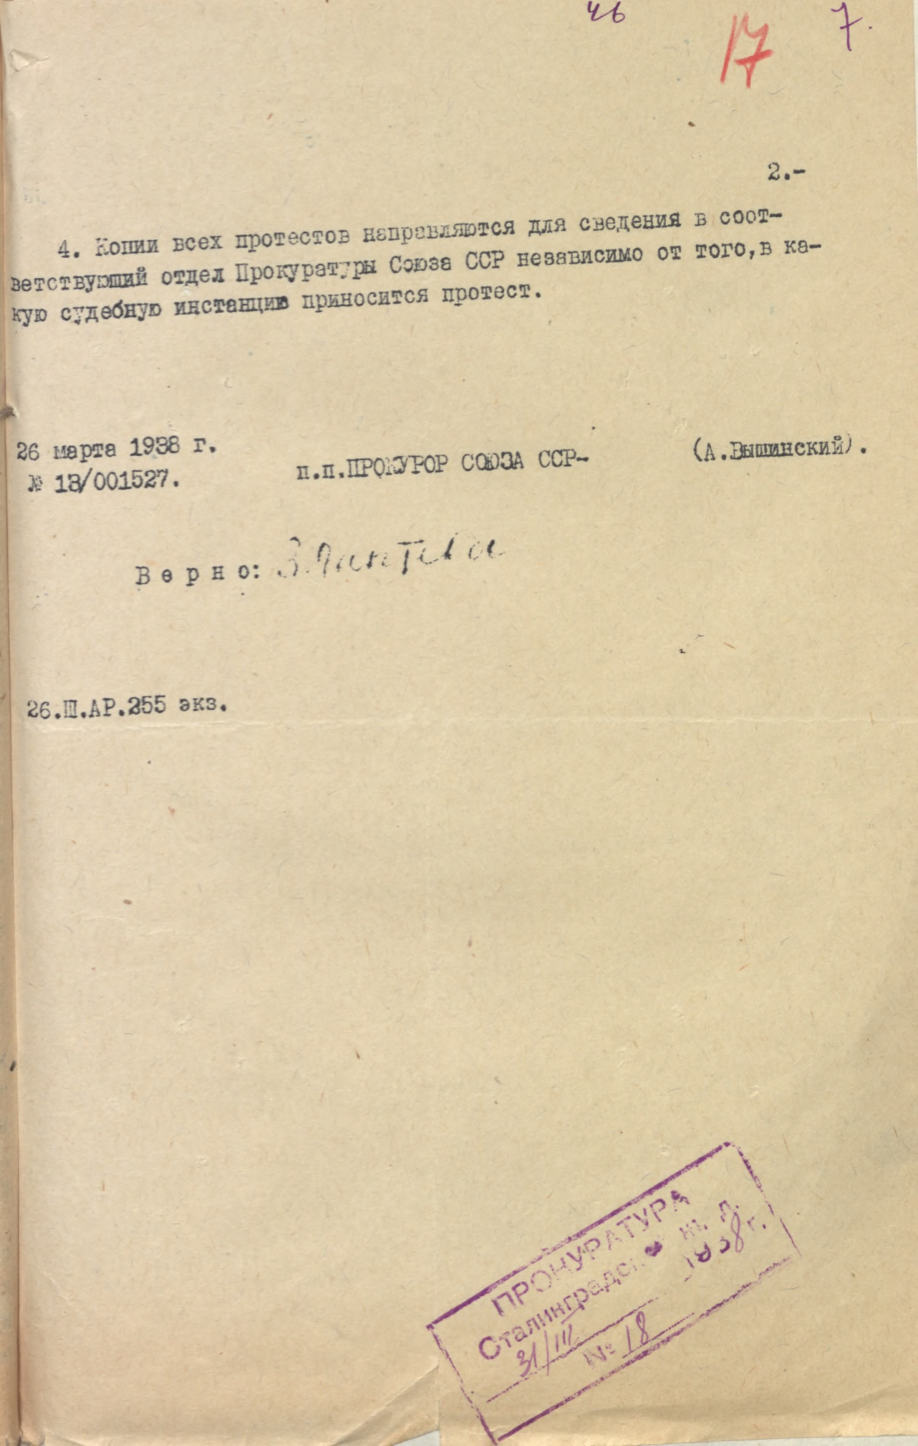 46
17
7.
2.-
4. Копии всех протестов направляются для сведения в соот-
ветствующий отдел Прокуратуры Союза ССР независимо от того, в ка-
кую судебную инстанцию приносится протест.
26 марта 1938 г.
№ 13/001527.
п.п.ПРОКУРОР СОЮЗА ССР-
(А.Вышинский).
Верно:
26.Ш.АР.255 экз.
ПРОКУРАТУРА
Сталинградской ж. д.
31/III 1938 г.
№ 18